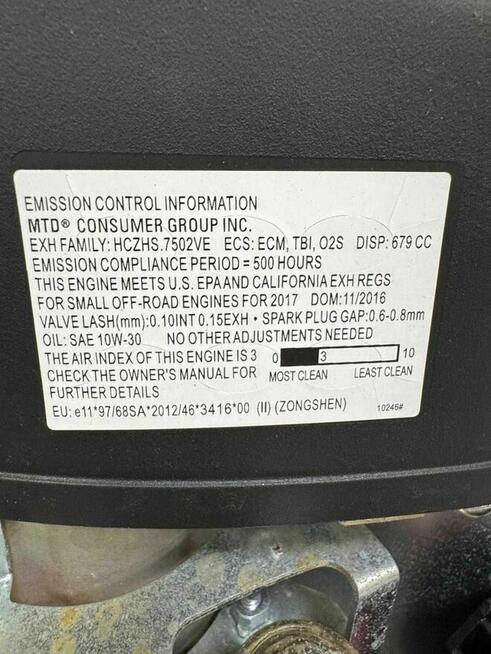 EMISSION CONTROL INFORMATION
MTD® CONSUMER GROUP INC.
EXH FAMILY: HCZHS.7502VE ECS: ECM, TBI, O2S DISP: 679 CC
EMISSION COMPLIANCE PERIOD = 500 HOURS
THIS ENGINE MEETS U.S. EPA AND CALIFORNIA EXH REGS
FOR SMALL OFF-ROAD ENGINES FOR 2017 DOM: 11/2016
VALVE LASH(mm): 0.10INT 0.15EXH • SPARK PLUG GAP:0.6-0.8mm
OIL: SAE 10W-30 NO OTHER ADJUSTMENTS NEEDED
THE AIR INDEX OF THIS ENGINE IS 3 0 3 10
CHECK THE OWNER'S MANUAL FOR MOST CLEAN LEAST CLEAN
FURTHER DETAILS
EU: e11*97/68SA*2012/46*3416*00 (II) (ZONGSHEN) 10246#